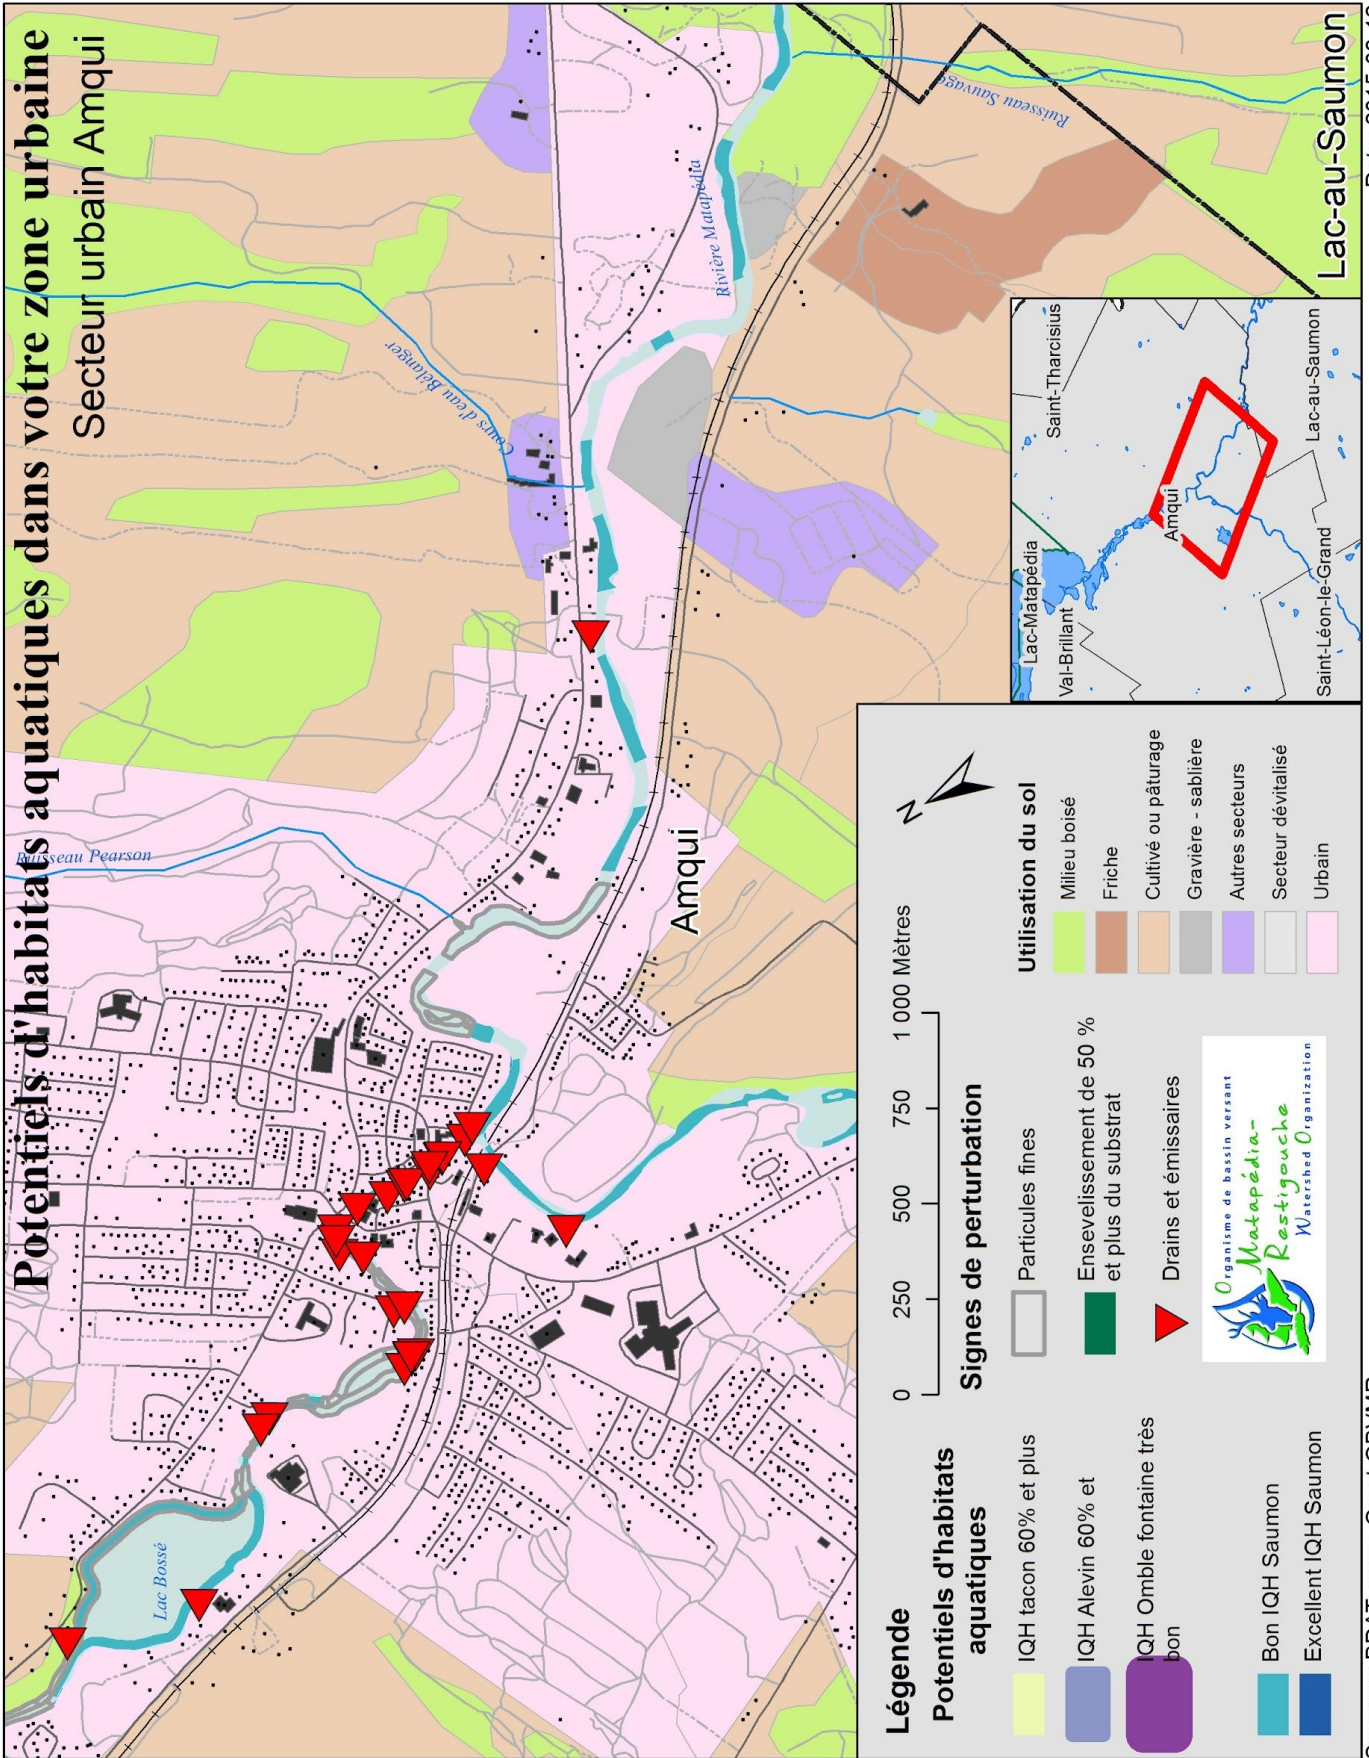 Potentiels d'habitats aquatiques dans votre zone urbaine
Secteur urbain Amqui
Ruisseau Pearson
Cours d'eau Bélanger
Lac Bossé
Rivière Matapédia
Ruisseau Sauvage
Amqui
Lac-au-Saumon
Légende
Potentiels d'habitats
aquatiques
IQH tacon 60% et plus
IQH Alevin 60% et
IQH Omble fontaine très
bon
Bon IQH Saumon
Excellent IQH Saumon
0 250 500 750 1 000 Mètres
Signes de perturbation
Particules fines
Ensevelissement de 50 %
et plus du substrat
Drains et émissaires
Organisme de bassin versant
Matapédia-
Restigouche
Watershed Organization
N
Utilisation du sol
Milieu boisé
Friche
Cultivé ou pâturage
Gravière - sablière
Autres secteurs
Secteur dévitalisé
Urbain
Lac-Matapédia
Val-Brillant
Saint-Tharcisius
Amqui
Saint-Léon-le-Grand
Lac-au-Saumon